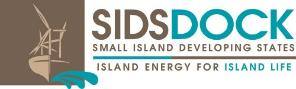 SIDSDOCK
SMALL ISLAND DEVELOPING STATES
ISLAND ENERGY FOR ISLAND LIFE